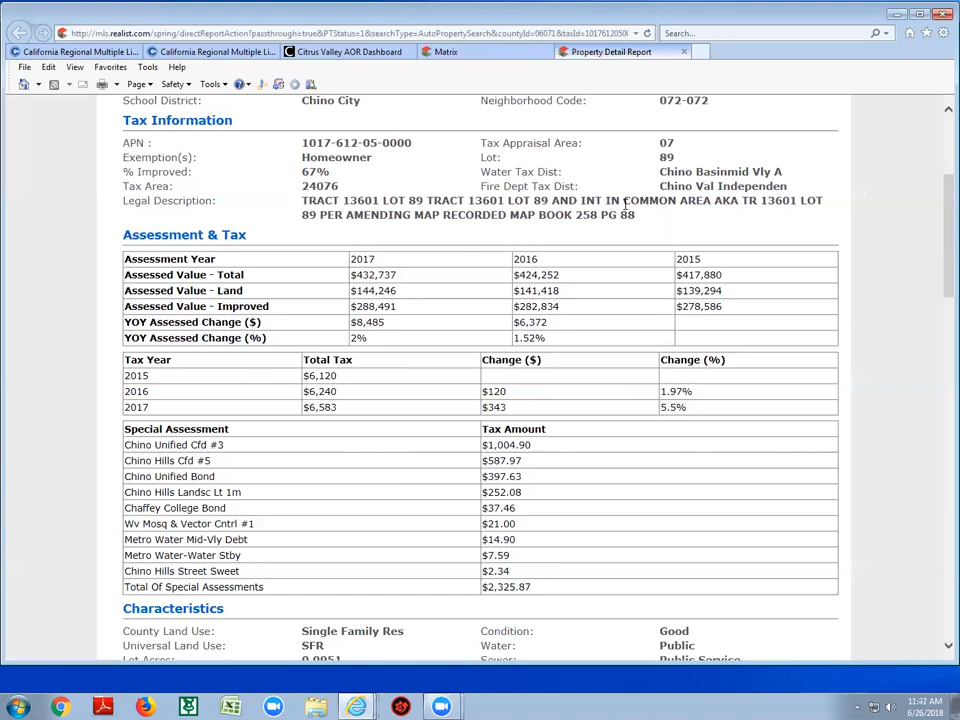 http://mls.realist.com/spring/directReportAction?passthrough=true&PTStatus=1&searchType=AutoPropertySearch&countyId=06071&taxId=10176120500 Search...
California Regional Multiple L... California Regional Multiple Li... Citrus Valley AOR Dashboard Matrix Property Detail Report
File Edit View Favorites Tools Help
Page Safety Tools
School District: Chino City Neighborhood Code: 072-072
Tax Information
APN : 1017-612-05-0000 Tax Appraisal Area: 07
Exemption(s): Homeowner Lot: 89
% Improved: 67% Water Tax Dist: Chino Basinmid Vly A
Tax Area: 24076 Fire Dept Tax Dist: Chino Val Independen
Legal Description: TRACT 13601 LOT 89 TRACT 13601 LOT 89 AND INT IN COMMON AREA AKA TR 13601 LOT
89 PER AMENDING MAP RECORDED MAP BOOK 258 PG 88
Assessment & Tax
Assessment Year 2017 2016 2015
Assessed Value - Total $432,737 $424,252 $417,880
Assessed Value - Land $144,246 $141,418 $139,294
Assessed Value - Improved $288,491 $282,834 $278,586
YOY Assessed Change ($) $8,485 $6,372
YOY Assessed Change (%) 2% 1.52%
Tax Year Total Tax Change ($) Change (%)
2015 $6,120
2016 $6,240 $120 1.97%
2017 $6,583 $343 5.5%
Special Assessment Tax Amount
Chino Unified Cfd #3 $1,004.90
Chino Hills Cfd #5 $587.97
Chino Unified Bond $397.63
Chino Hills Landsc Lt 1m $252.08
Chaffey College Bond $37.46
Wv Mosq & Vector Cntrl #1 $21.00
Metro Water Mid-Vly Debt $14.90
Metro Water-Water Stby $7.59
Chino Hills Street Sweet $2.34
Total Of Special Assessments $2,325.87
Characteristics
County Land Use: Single Family Res Condition: Good
Universal Land Use: SFR Water: Public
Lot Acres: 0.0951 Sewer: Public Service
6/26/2018